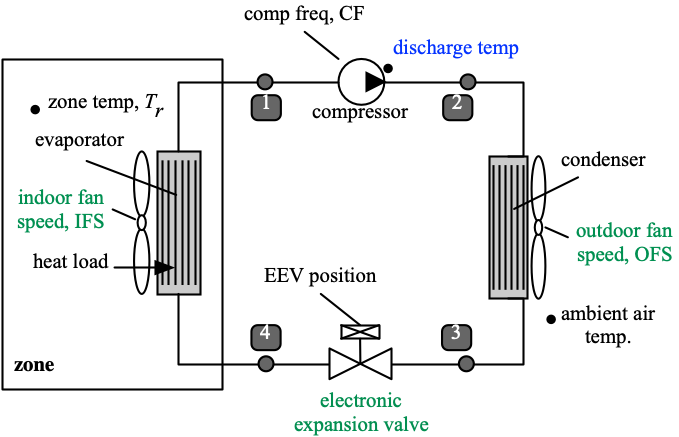 comp freq, CF
discharge temp
zone temp, Tr
1
compressor
2
evaporator
condenser
indoor fan
speed, IFS
outdoor fan
speed, OFS
heat load
EEV position
ambient air
temp.
4
3
zone
electronic
expansion valve